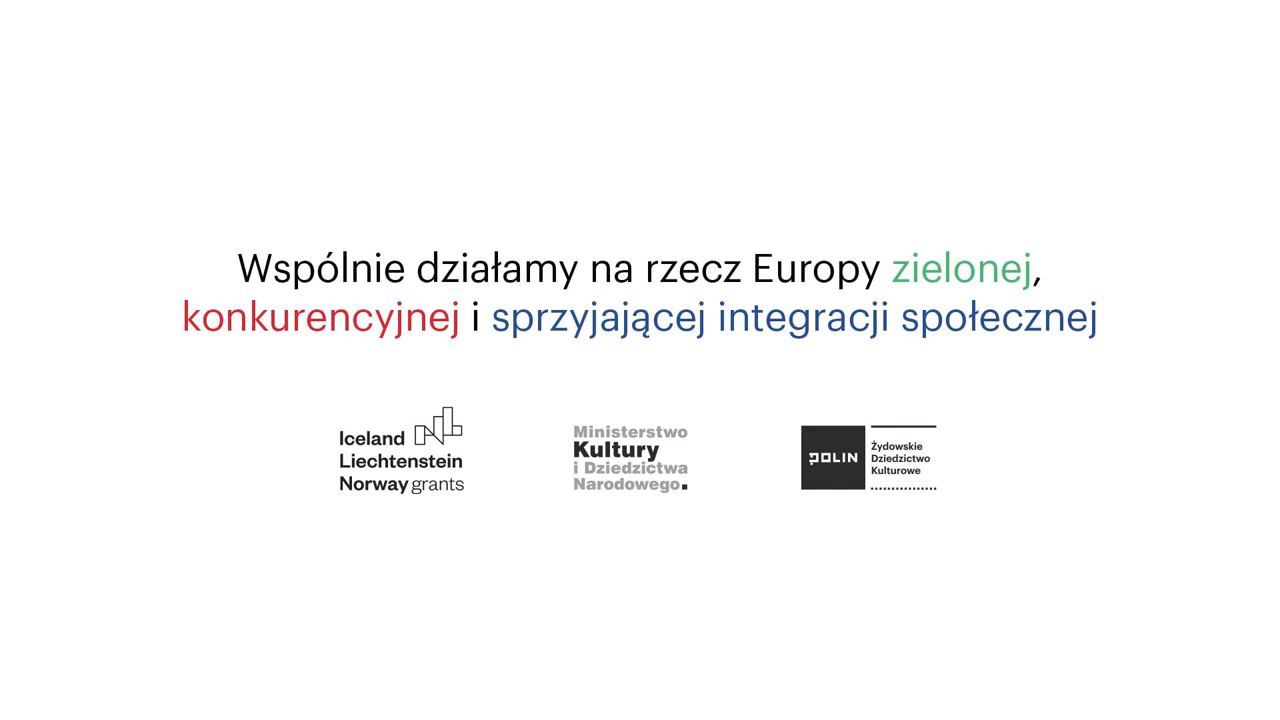 Wspólnie działamy na rzecz Europy zielonej,
konkurencyjnej i sprzyjającej integracji społecznej
Iceland
Liechtenstein
Norway grants
Ministerstwo
Kultury
i Dziedzictwa
Narodowego.
POLIN
Żydowskie
Dziedzictwo
Kulturowe